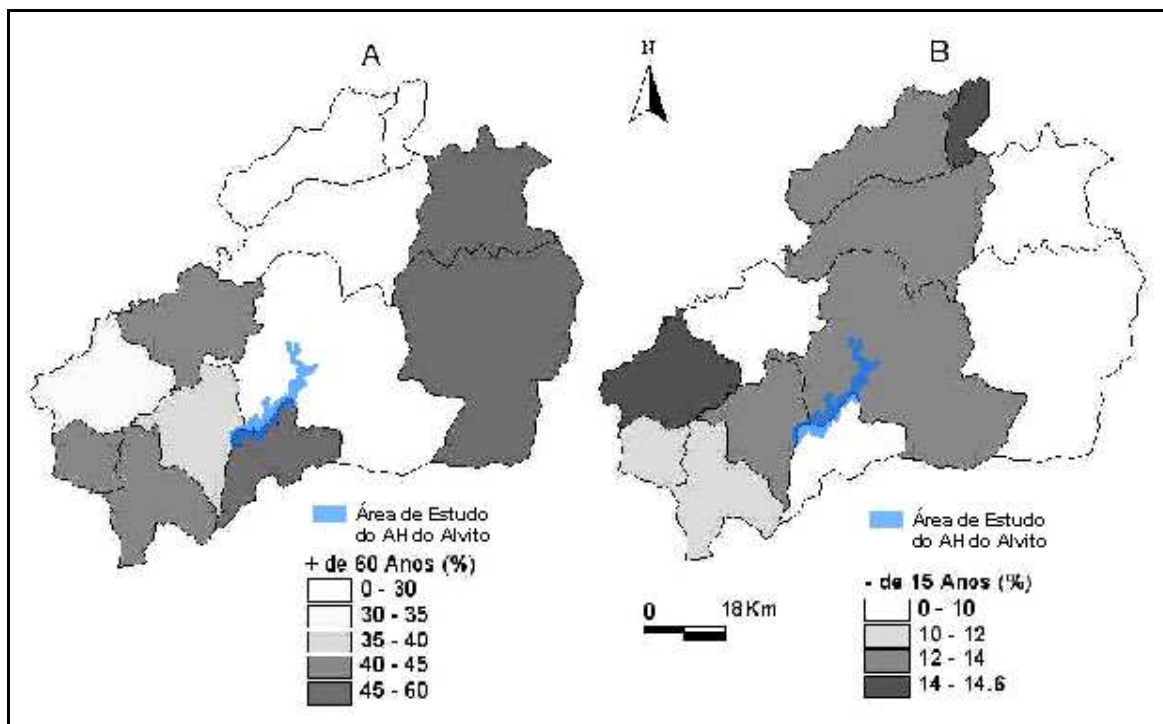 A
N
B
Área de Estudo
do AH do Alvito
+ de 60 Anos (%)
0 - 30
30 - 35
35 - 40
40 - 45
45 - 60
0 18 Km
Área de Estudo
do AH do Alvito
- de 15 Anos (%)
0 - 10
10 - 12
12 - 14
14 - 14.6